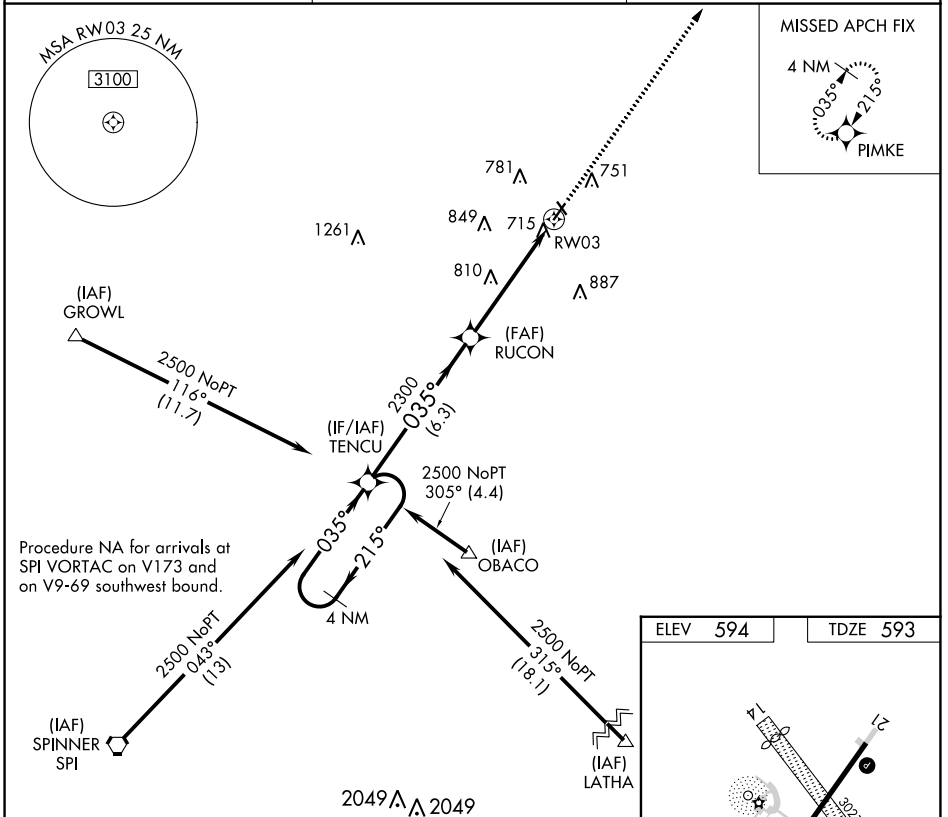 MSA RW03 25 NM
3100
MISSED APCH FIX
4 NM
035°
215°
PIMKE
781
751
849
715
RW03
1261
810
887
(IAF)
GROWL
(FAF)
RUCON
2500 NoPT
116°
(11.7)
2300
035°
(6.3)
(IF/IAF)
TENCU
2500 NoPT
305° (4.4)
035°
215°
(IAF)
OBACO
Procedure NA for arrivals at
SPI VORTAC on V173 and
on V9-69 southwest bound.
4 NM
2500 NoPT
043°
(13)
2500 NoPT
315°
(18.1)
ELEV 594
TDZE 593
(IAF)
SPINNER
SPI
(IAF)
LATHA
14
21
P
302
2049
2049